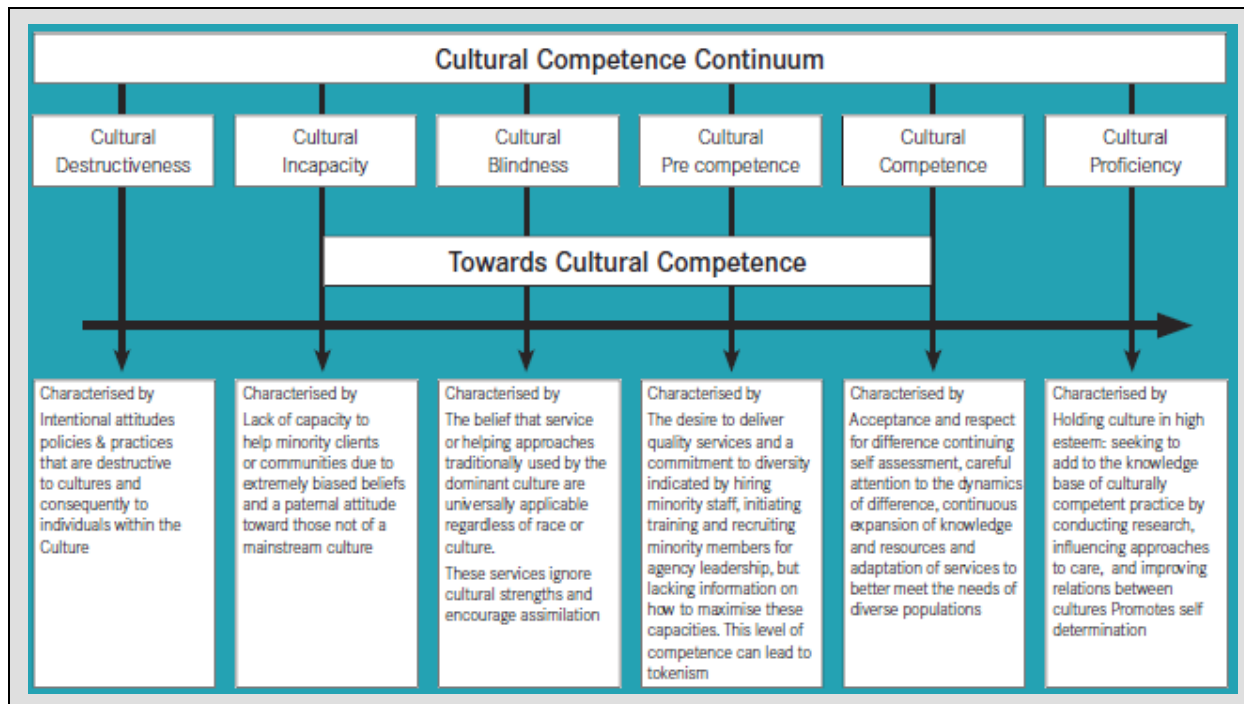 Cultural Competence Continuum
Cultural
Destructiveness
Cultural
Incapacity
Cultural
Blindness
Cultural
Pre competence
Cultural
Competence
Cultural
Proficiency
Towards Cultural Competence
Characterised by
Intentional attitudes
policies & practices
that are destructive
to cultures and
consequently to
individuals within the
Culture
Characterised by
Lack of capacity to
help minority clients
or communities due to
extremely biased beliefs
and a paternal attitude
toward those not of a
mainstream culture
Characterised by
The belief that service
or helping approaches
traditionally used by the
dominant culture are
universally applicable
regardless of race or
culture.
These services ignore
cultural strengths and
encourage assimilation
Characterised by
The desire to deliver
quality services and a
commitment to diversity
indicated by hiring
minority staff, initiating
training and recruiting
minority members for
agency leadership, but
lacking information on
how to maximise these
capacities. This level of
competence can lead to
tokenism
Characterised by
Acceptance and respect
for difference continuing
self assessment, careful
attention to the dynamics
of difference, continuous
expansion of knowledge
and resources and
adaptation of services to
better meet the needs of
diverse populations
Characterised by
Holding culture in high
esteem: seeking to
add to the knowledge
base of culturally
competent practice by
conducting research,
influencing approaches
to care, and improving
relations between
cultures Promotes self
determination